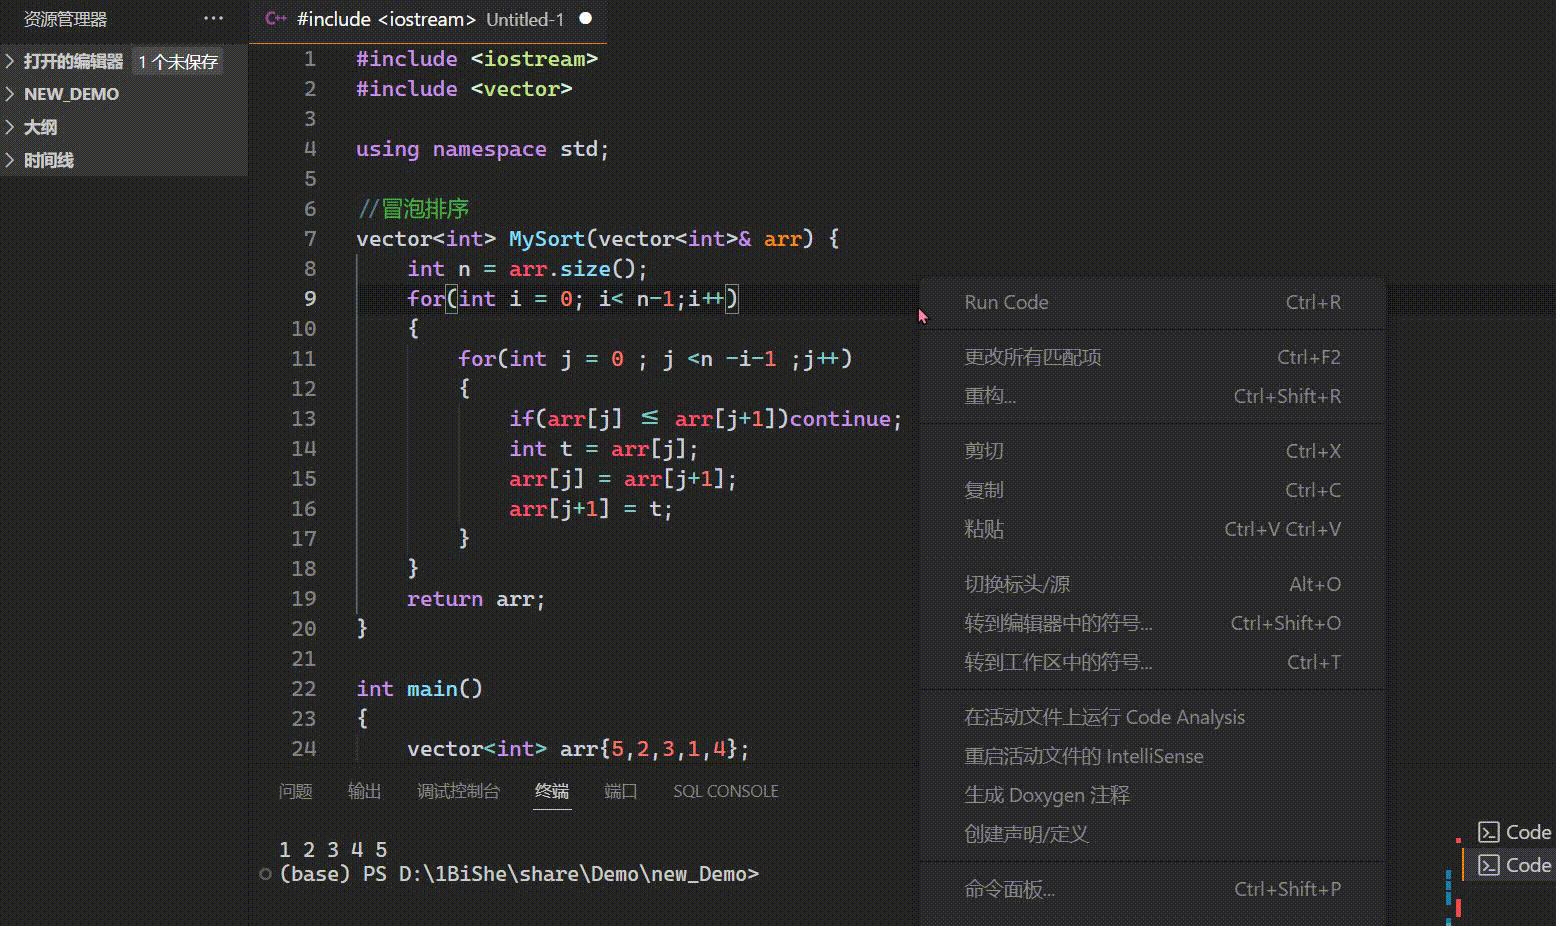 资源管理器 ···
打开的编辑器 1 个未保存
NEW_DEMO
大纲
时间线
C++ #include <iostream> Untitled-1
1 #include <iostream>
2 #include <vector>
3
4 using namespace std;
5
6 //冒泡排序
7 vector<int> MySort(vector<int>& arr) {
8 int n = arr.size();
9 for(int i = 0; i< n-1;i++)
10 {
11 for(int j = 0 ; j <n -i-1 ;j++)
12 {
13 if(arr[j] ≤ arr[j+1])continue;
14 int t = arr[j];
15 arr[j] = arr[j+1];
16 arr[j+1] = t;
17 }
18 }
19 return arr;
20 }
21
22 int main()
23 {
24 vector<int> arr{5,2,3,1,4};
Run Code Ctrl+R
更改所有匹配项 Ctrl+F2
重构... Ctrl+Shift+R
剪切 Ctrl+X
复制 Ctrl+C
粘贴 Ctrl+V Ctrl+V
切换标头/源 Alt+O
转到编辑器中的符号... Ctrl+Shift+O
转到工作区中的符号... Ctrl+T
在活动文件上运行 Code Analysis
重启活动文件的 IntelliSense
生成 Doxygen 注释
创建声明/定义
命令面板... Ctrl+Shift+P
问题 输出 调试控制台 终端 端口 SQL CONSOLE
1 2 3 4 5
(base) PS D:\1BiShe\share\Demo\new_Demo>
Code
Code